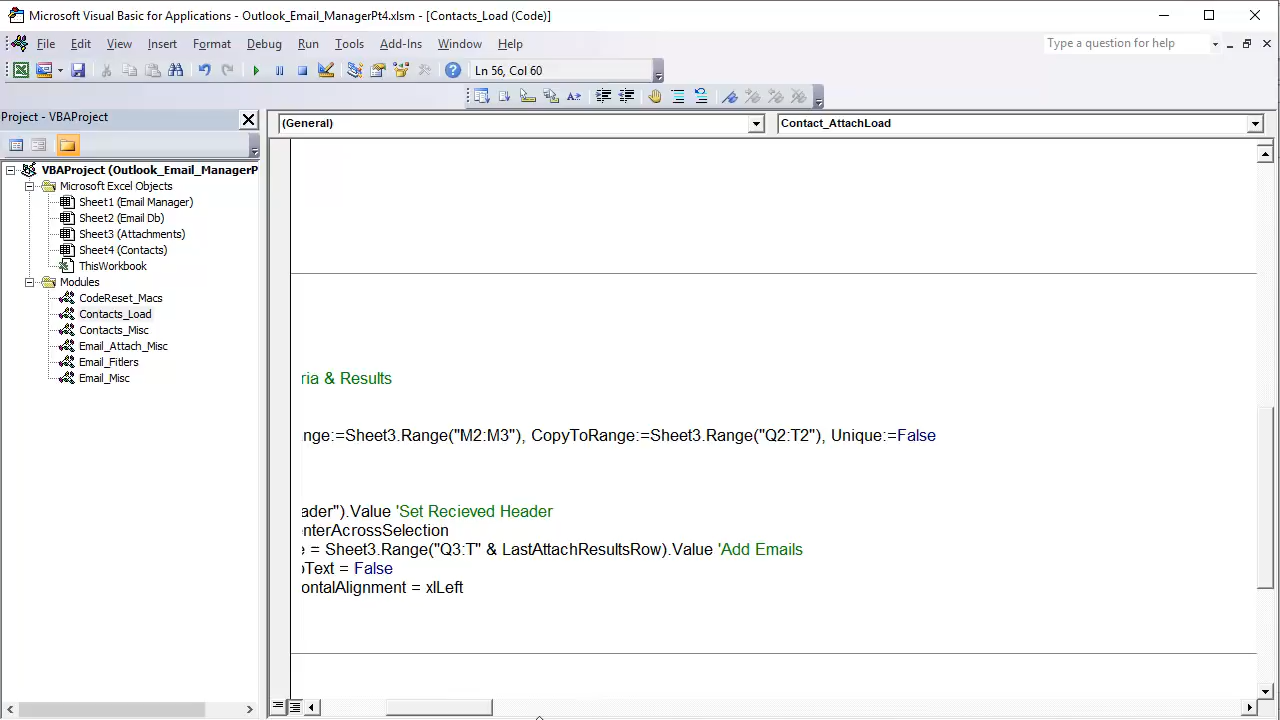 Microsoft Visual Basic for Applications - Outlook_Email_ManagerPt4.xlsm - [Contacts_Load (Code)]
File Edit View Insert Format Debug Run Tools Add-Ins Window Help
Type a question for help
Ln 56, Col 60
Project - VBAProject
(General)
Contact_AttachLoad
VBAProject (Outlook_Email_ManagerP
Microsoft Excel Objects
Sheet1 (Email Manager)
Sheet2 (Email Db)
Sheet3 (Attachments)
Sheet4 (Contacts)
ThisWorkbook
Modules
CodeReset_Macs
Contacts_Load
Contacts_Misc
Email_Attach_Misc
Email_Fitlers
Email_Misc
ria & Results
nge:=Sheet3.Range("M2:M3"), CopyToRange:=Sheet3.Range("Q2:T2"), Unique:=False
ader").Value 'Set Recieved Header
nterAcrossSelection
e = Sheet3.Range("Q3:T" & LastAttachResultsRow).Value 'Add Emails
pText = False
ontalAlignment = xlLeft